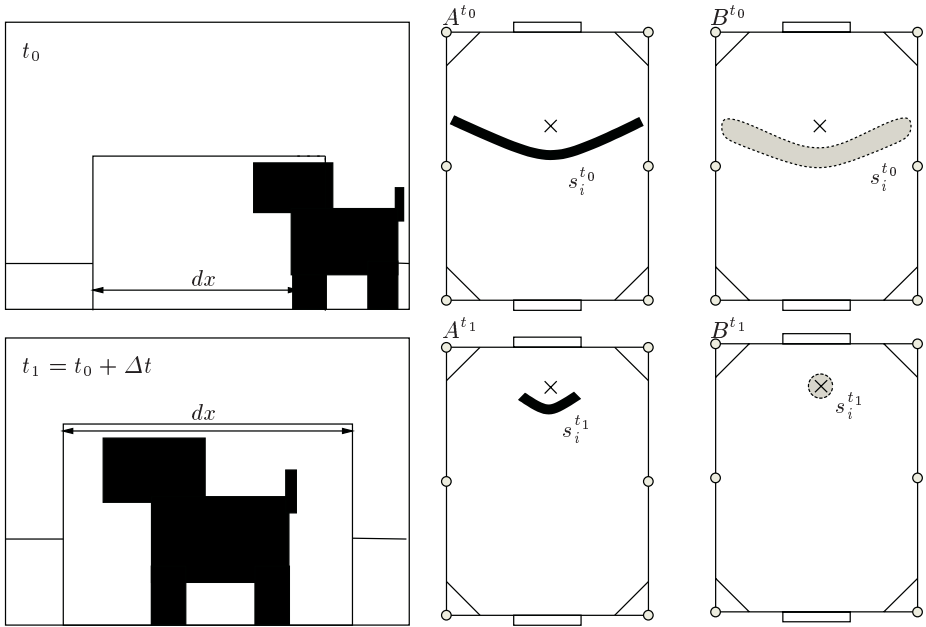 t₀
dx
A^{t₀}
s_i^{t₀}
B^{t₀}
s_i^{t₀}
t₁ = t₀ + Δt
dx
A^{t₁}
s_i^{t₁}
B^{t₁}
s_i^{t₁}